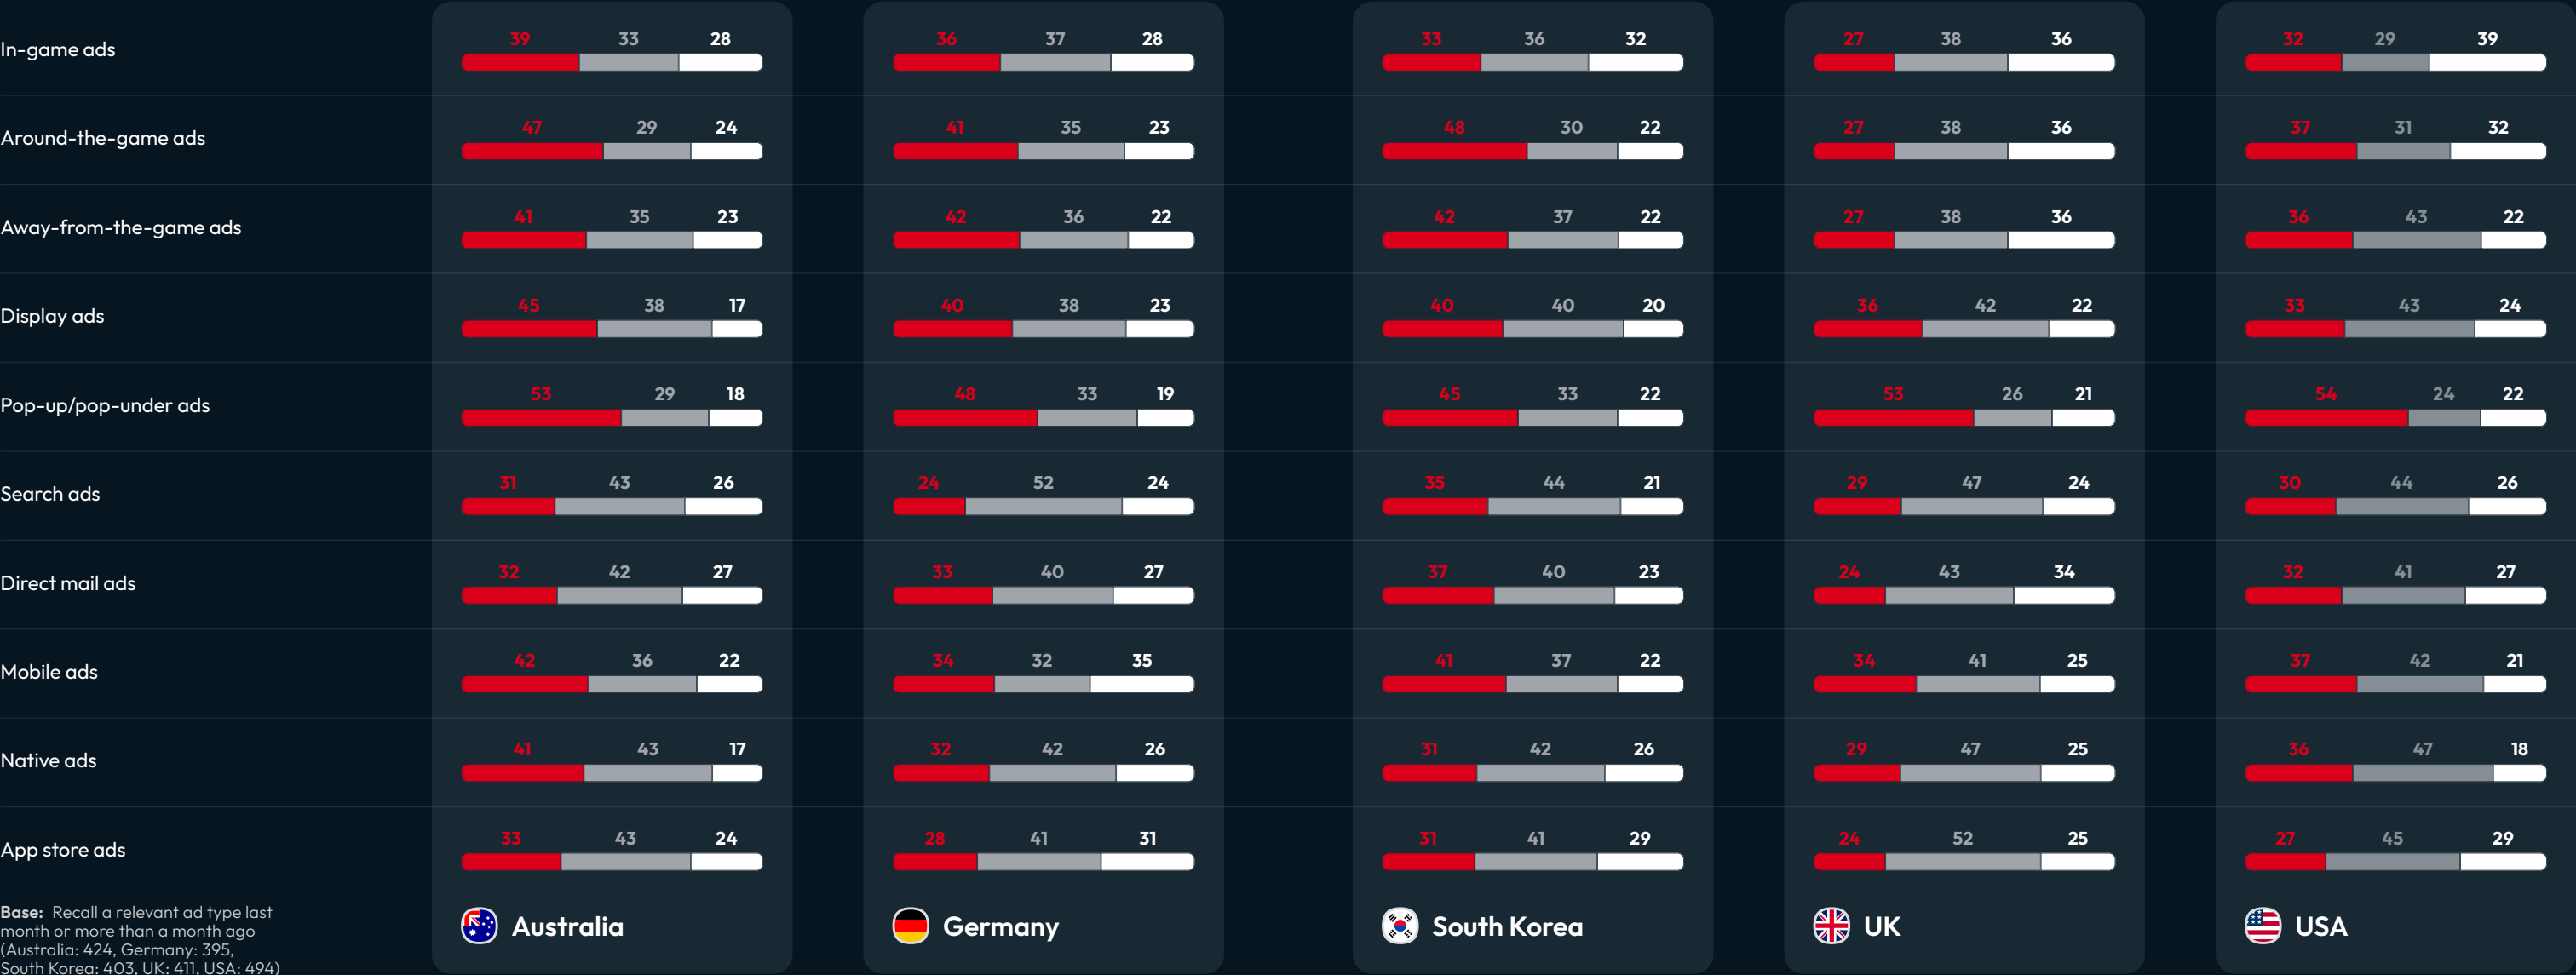 39 33 28 36 37 28 33 36 32 27 38 36 32 29 39
In-game ads
47 29 24 41 35 23 48 30 22 27 38 36 37 31 32
Around-the-game ads
41 35 23 42 36 22 42 37 22 27 38 36 36 43 22
Away-from-the-game ads
45 38 17 40 38 23 40 40 20 36 42 22 33 43 24
Display ads
53 29 18 48 33 19 45 33 22 53 26 21 54 24 22
Pop-up/pop-under ads
31 43 26 24 52 24 35 44 21 29 47 24 30 44 26
Search ads
32 42 27 33 40 27 37 40 23 24 43 34 32 41 27
Direct mail ads
42 36 22 34 32 35 41 37 22 34 41 25 37 42 21
Mobile ads
41 43 17 32 42 26 31 42 26 29 47 25 36 47 18
Native ads
33 43 24 28 41 31 31 41 29 24 52 25 27 45 29
App store ads
Base: Recall a relevant ad type last
month or more than a month ago
(Australia: 424, Germany: 395,
South Korea: 403, UK: 411, USA: 494)
Australia Germany South Korea UK USA